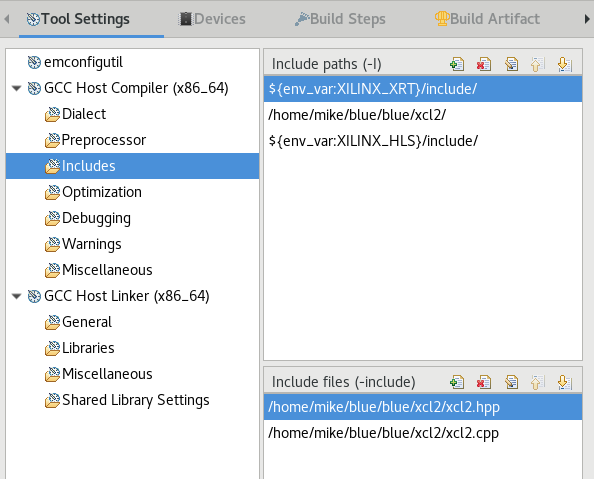 Tool Settings
Devices
Build Steps
Build Artifact
emconfigutil
GCC Host Compiler (x86_64)
Dialect
Preprocessor
Includes
Optimization
Debugging
Warnings
Miscellaneous
GCC Host Linker (x86_64)
General
Libraries
Miscellaneous
Shared Library Settings
Include paths (-I)
${env_var:XILINX_XRT}/include/
/home/mike/blue/blue/xcl2/
${env_var:XILINX_HLS}/include/
Include files (-include)
/home/mike/blue/blue/xcl2/xcl2.hpp
/home/mike/blue/blue/xcl2/xcl2.cpp